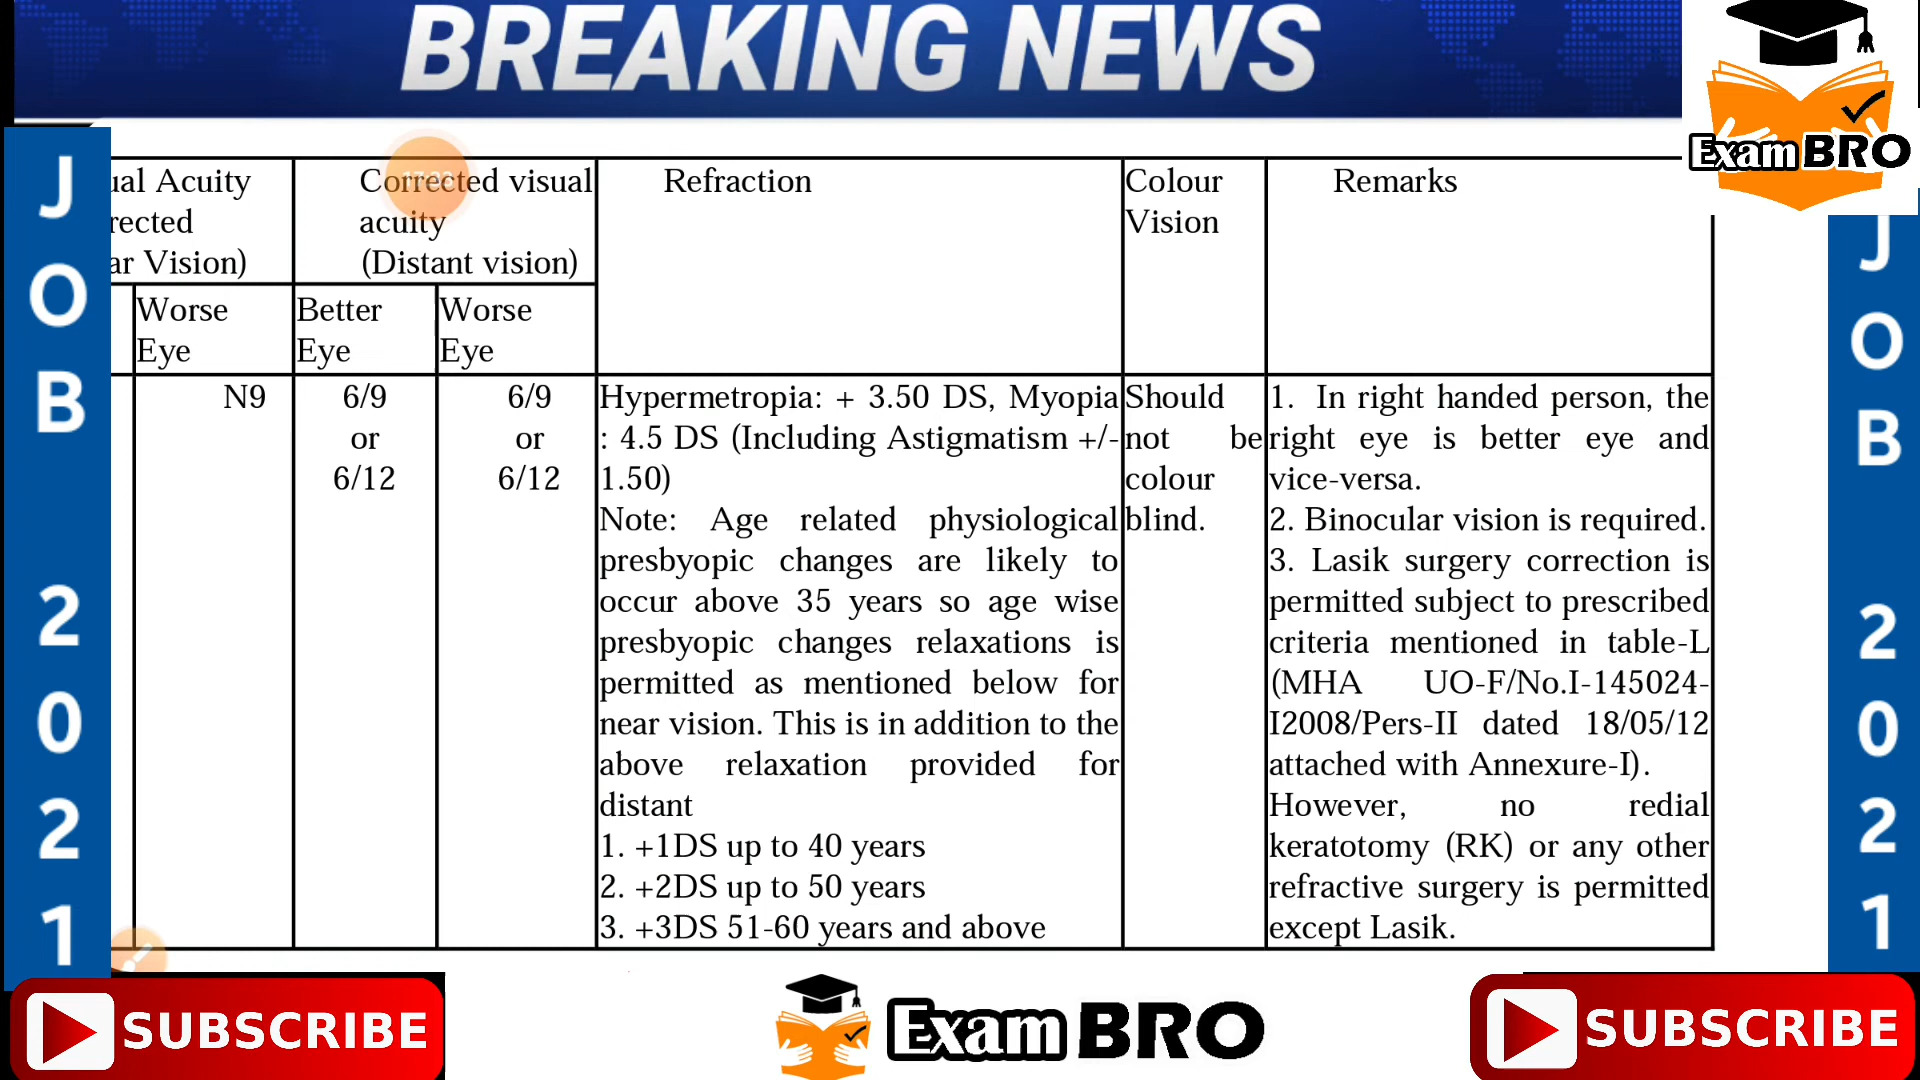 BREAKING NEWS
Exam BRO
JOB 2021
ual Acuity
rected
ar Vision)
Corrected visual
acuity
(Distant vision)
Refraction
Colour
Vision
Remarks
Worse
Eye
Better
Eye
Worse
Eye
N9
6/9
or
6/12
6/9
or
6/12
Hypermetropia: + 3.50 DS, Myopia
: 4.5 DS (Including Astigmatism +/-
1.50)
Note: Age related physiological
presbyopic changes are likely to
occur above 35 years so age wise
presbyopic changes relaxations is
permitted as mentioned below for
near vision. This is in addition to the
above relaxation provided for
distant
1. +1DS up to 40 years
2. +2DS up to 50 years
3. +3DS 51-60 years and above
Should
not be
colour
blind.
1. In right handed person, the
right eye is better eye and
vice-versa.
2. Binocular vision is required.
3. Lasik surgery correction is
permitted subject to prescribed
criteria mentioned in table-L
(MHA UO-F/No.I-145024-
I2008/Pers-II dated 18/05/12
attached with Annexure-I).
However, no redial
keratotomy (RK) or any other
refractive surgery is permitted
except Lasik.
JOB 2021
SUBSCRIBE
Exam BRO
SUBSCRIBE